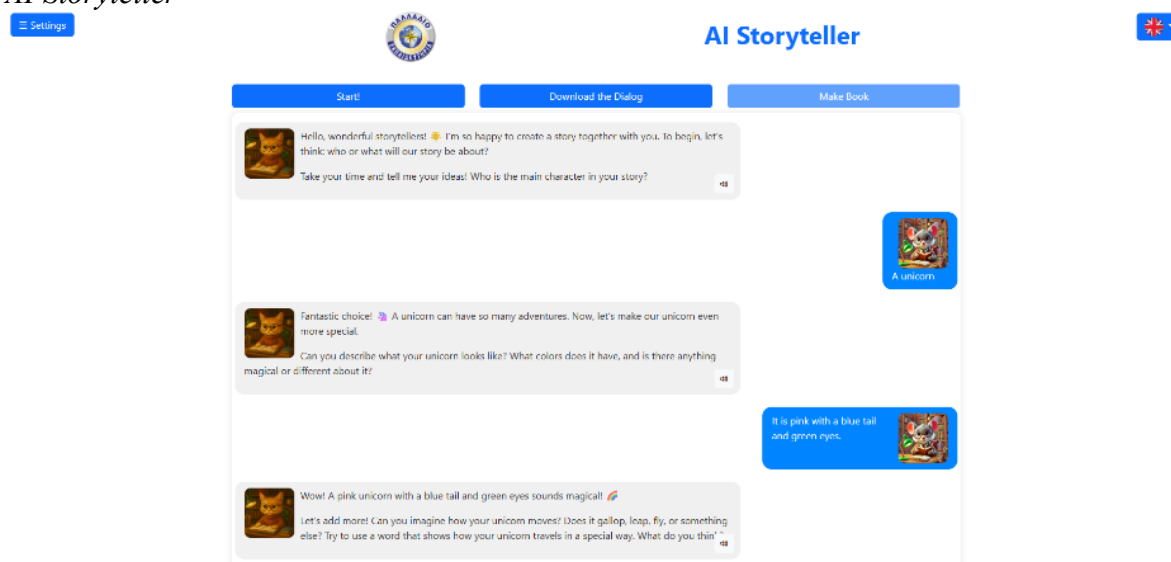 AI Storyteller
☰ Settings
ΠΑΛΛΑΔΙΟ
AI Storyteller
Start!
Download the Dialog
Make Book
Hello, wonderful storytellers! 🌟 I'm so happy to create a story together with you. To begin, let's
think: who or what will our story be about?
Take your time and tell me your ideas! Who is the main character in your story?
A unicorn
Fantastic choice! 🦄 A unicorn can have so many adventures. Now, let's make our unicorn even
more special.
Can you describe what your unicorn looks like? What colors does it have, and is there anything
magical or different about it?
It is pink with a blue tail
and green eyes.
Wow! A pink unicorn with a blue tail and green eyes sounds magical! 🌈
Let's add more! Can you imagine how your unicorn moves? Does it gallop, leap, fly, or something
else? Try to use a word that shows how your unicorn travels in a special way. What do you think?